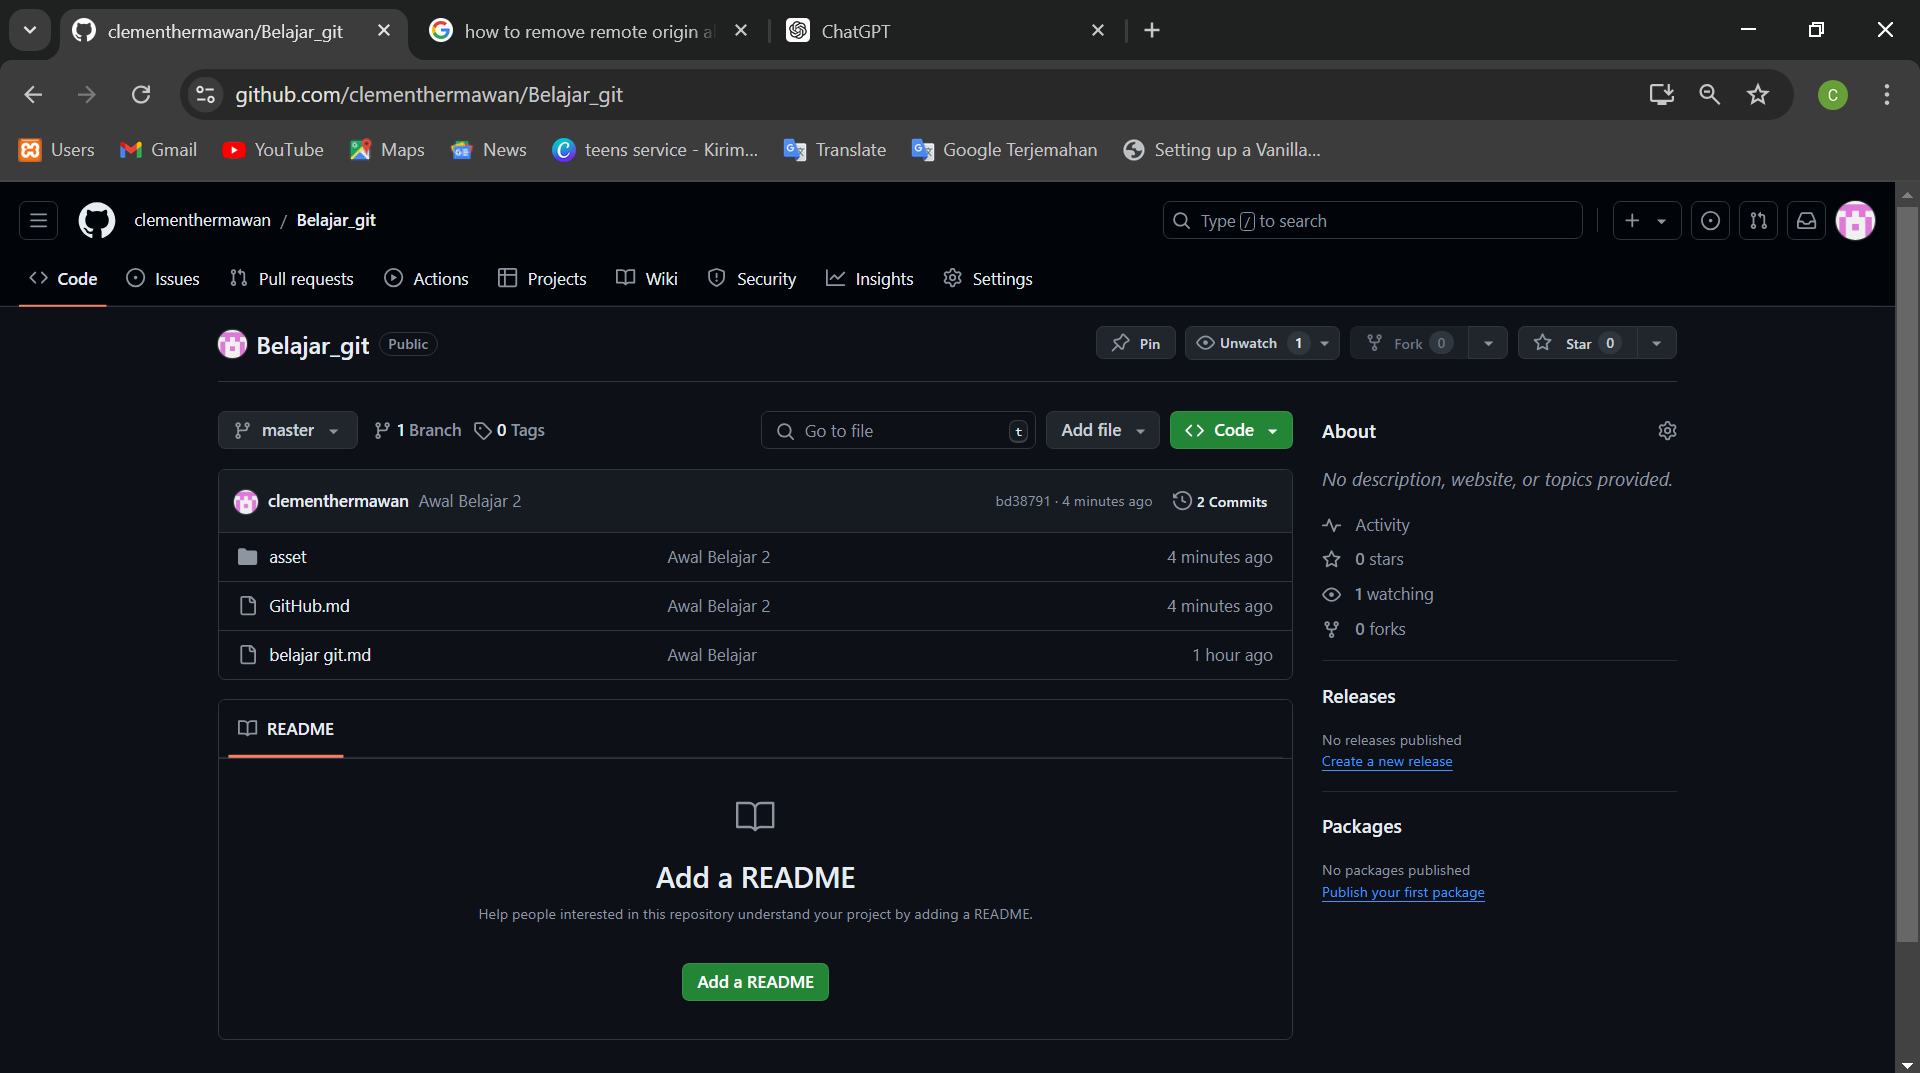 clementhermawan/Belajar_git
how to remove remote origin a
ChatGPT
github.com/clementhermawan/Belajar_git
C
Users
Gmail
YouTube
Maps
News
teens service - Kirim...
Translate
Google Terjemahan
Setting up a Vanilla...
clementhermawan / Belajar_git
Type / to search
Code
Issues
Pull requests
Actions
Projects
Wiki
Security
Insights
Settings
Belajar_git
Public
Pin
Unwatch 1
Fork 0
Star 0
master
1 Branch
0 Tags
Go to file
t
Add file
Code
About
No description, website, or topics provided.
clementhermawan Awal Belajar 2
bd38791 · 4 minutes ago
2 Commits
asset Awal Belajar 2 4 minutes ago
GitHub.md Awal Belajar 2 4 minutes ago
belajar git.md Awal Belajar 1 hour ago
Activity
0 stars
1 watching
0 forks
Releases
No releases published
Create a new release
Packages
No packages published
Publish your first package
README
Add a README
Help people interested in this repository understand your project by adding a README.
Add a README